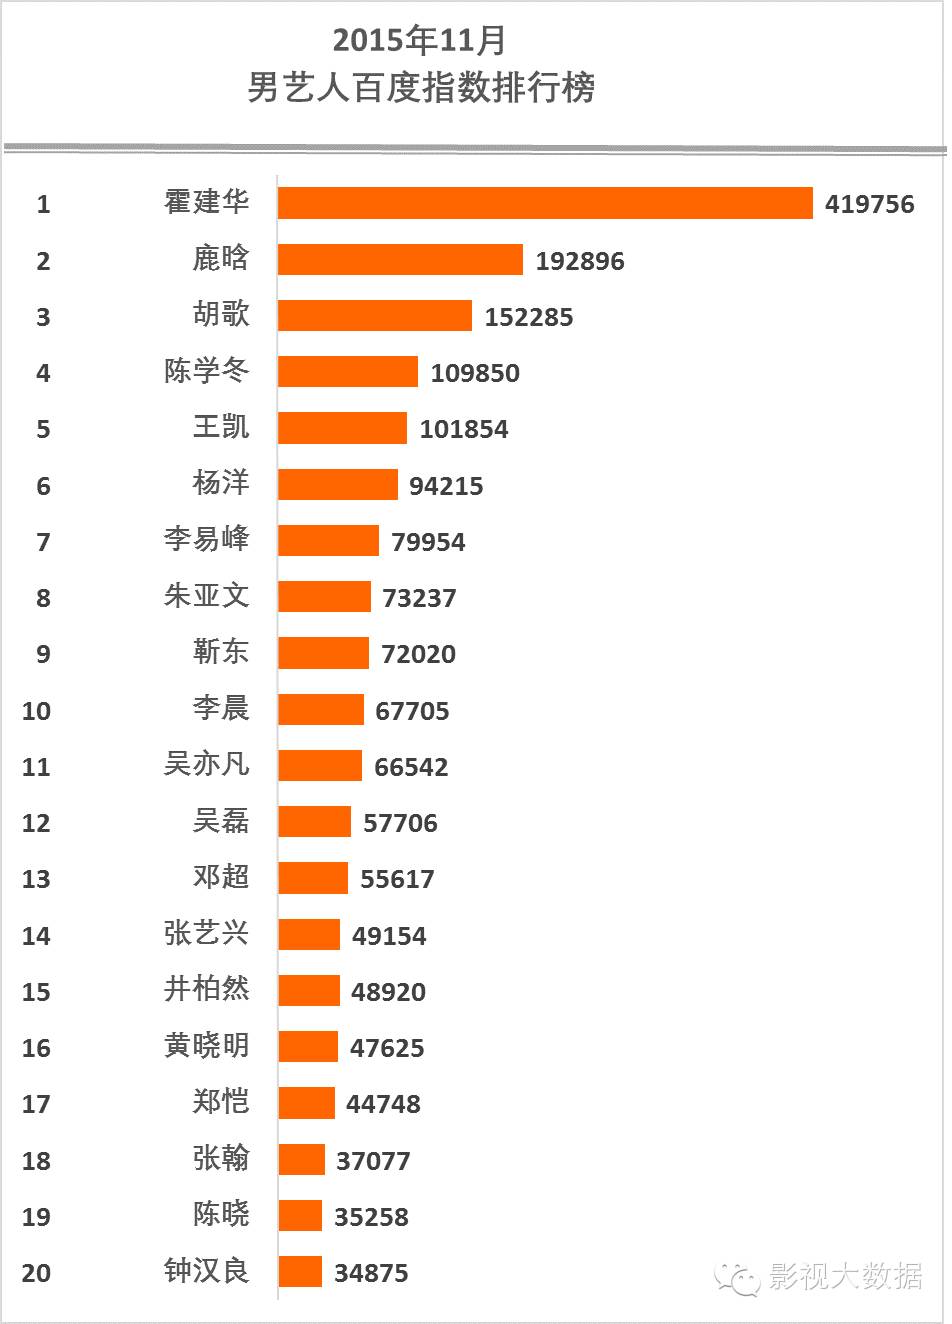 2015年11月
男艺人百度指数排行榜
1 霍建华 419756
2 鹿晗 192896
3 胡歌 152285
4 陈学冬 109850
5 王凯 101854
6 杨洋 94215
7 李易峰 79954
8 朱亚文 73237
9 靳东 72020
10 李晨 67705
11 吴亦凡 66542
12 吴磊 57706
13 邓超 55617
14 张艺兴 49154
15 井柏然 48920
16 黄晓明 47625
17 郑恺 44748
18 张翰 37077
19 陈晓 35258
20 钟汉良 34875
影视大数据